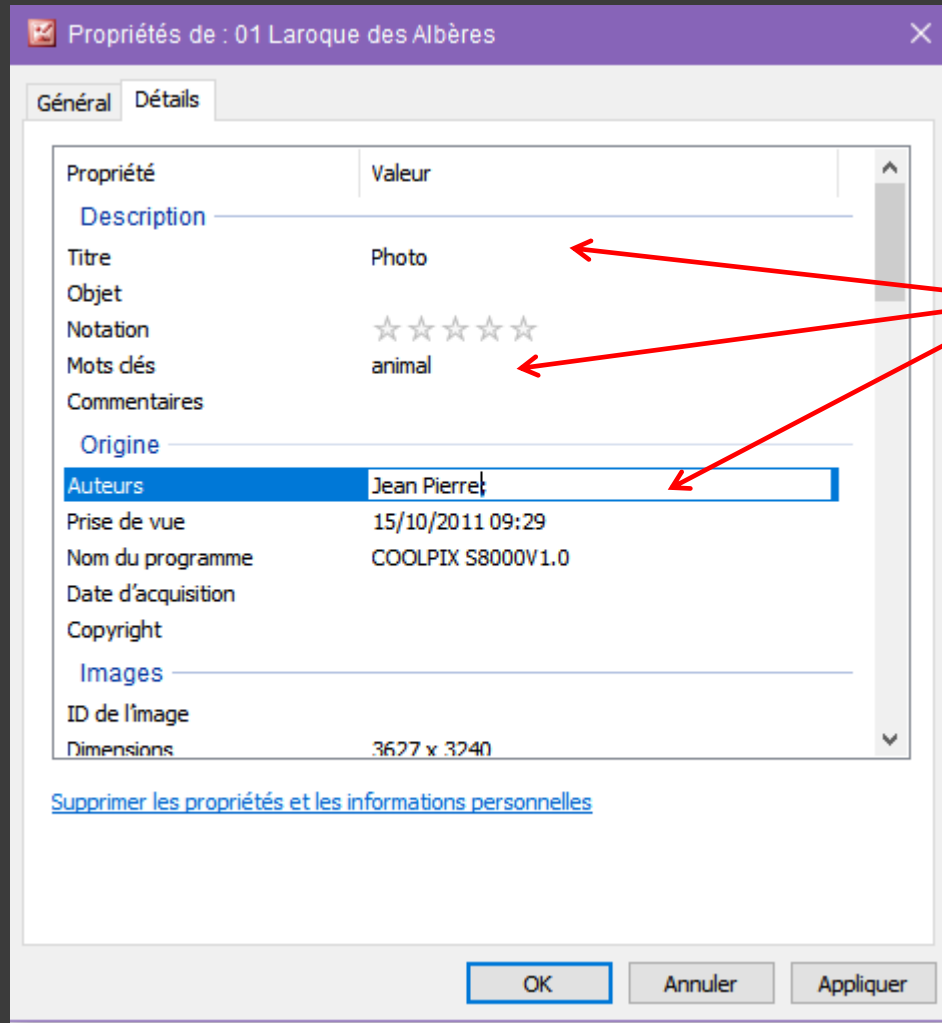 Propriétés de : 01 Laroque des Albères
Général Détails
Propriété Valeur
Description
Titre Photo
Objet
Notation
Mots clés animal
Commentaires
Origine
Auteurs Jean Pierre;
Prise de vue 15/10/2011 09:29
Nom du programme COOLPIX S8000V1.0
Date d'acquisition
Copyright
Images
ID de l'image
Dimensions 3627 x 3240
Supprimer les propriétés et les informations personnelles
OK Annuler Appliquer